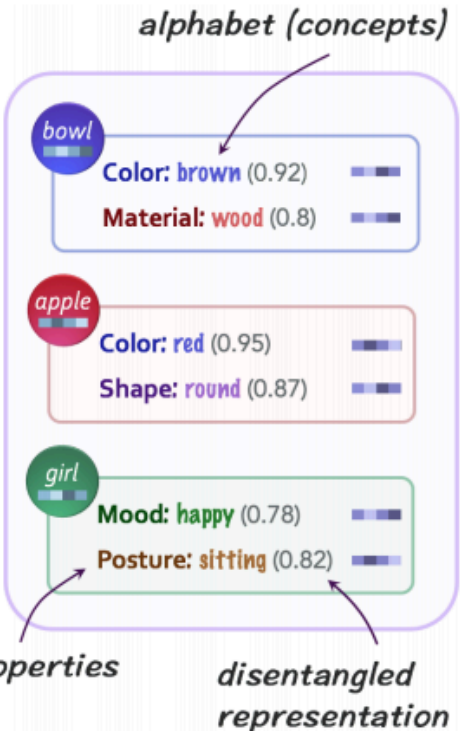 alphabet (concepts)
bowl
Color: brown (0.92)
Material: wood (0.8)
apple
Color: red (0.95)
Shape: round (0.87)
girl
Mood: happy (0.78)
Posture: sitting (0.82)
operties
disentangled
representation